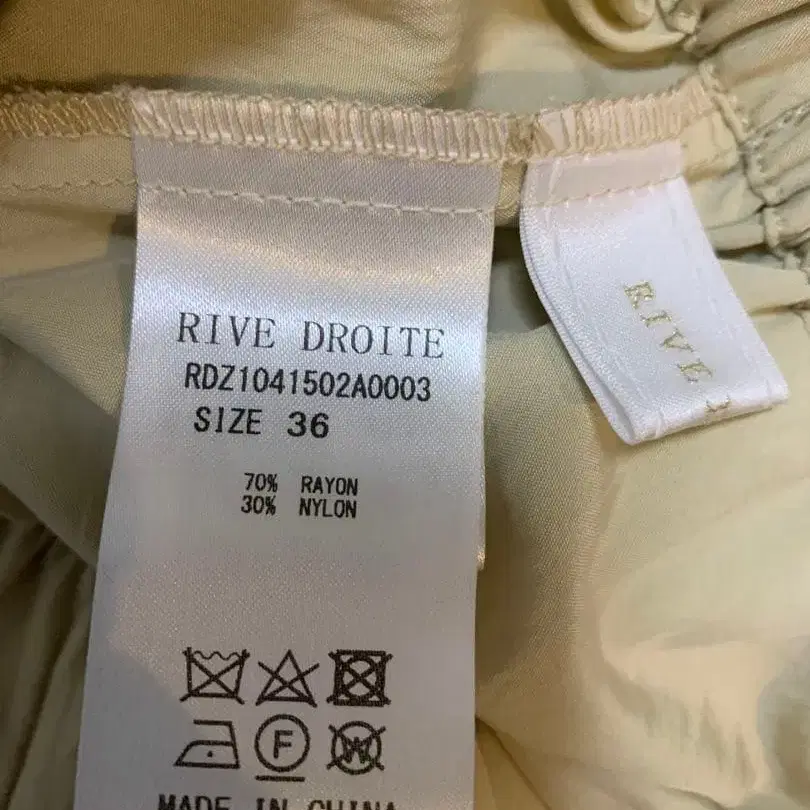 RIVE DROITE
RDZ1041502A0003
SIZE 36
70% RAYON
30% NYLON
F
W
MADE IN CHINA
RIVE